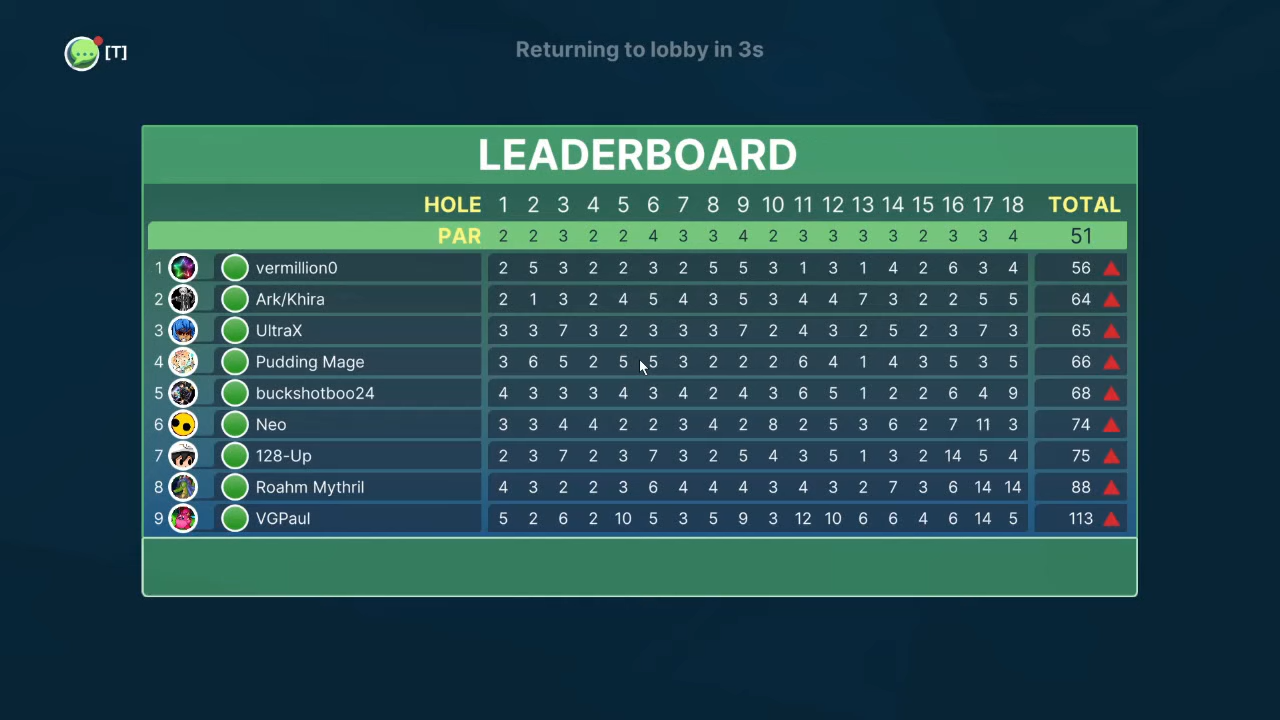 [T]
Returning to lobby in 3s
LEADERBOARD
HOLE 1 2 3 4 5 6 7 8 9 10 11 12 13 14 15 16 17 18 TOTAL
PAR 2 2 3 2 2 4 3 3 4 2 3 3 3 3 2 3 3 4 51
1 vermillion0 2 5 3 2 2 3 2 5 5 3 1 3 1 4 2 6 3 4 56
2 Ark/Khira 2 1 3 2 4 5 4 3 5 3 4 4 7 3 2 2 5 5 64
3 UltraX 3 3 7 3 2 3 3 3 7 2 4 3 2 5 2 3 7 3 65
4 Pudding Mage 3 6 5 2 5 5 3 2 2 2 6 4 1 4 3 5 3 5 66
5 buckshotboo24 4 3 3 3 4 3 4 2 4 3 6 5 1 2 2 6 4 9 68
6 Neo 3 3 4 4 2 2 3 4 2 8 2 5 3 6 2 7 11 3 74
7 128-Up 2 3 7 2 3 7 3 2 5 4 3 5 1 3 2 14 5 4 75
8 Roahm Mythril 4 3 2 2 3 6 4 4 4 3 4 3 2 7 3 6 14 14 88
9 VGPaul 5 2 6 2 10 5 3 5 9 3 12 10 6 6 4 6 14 5 113